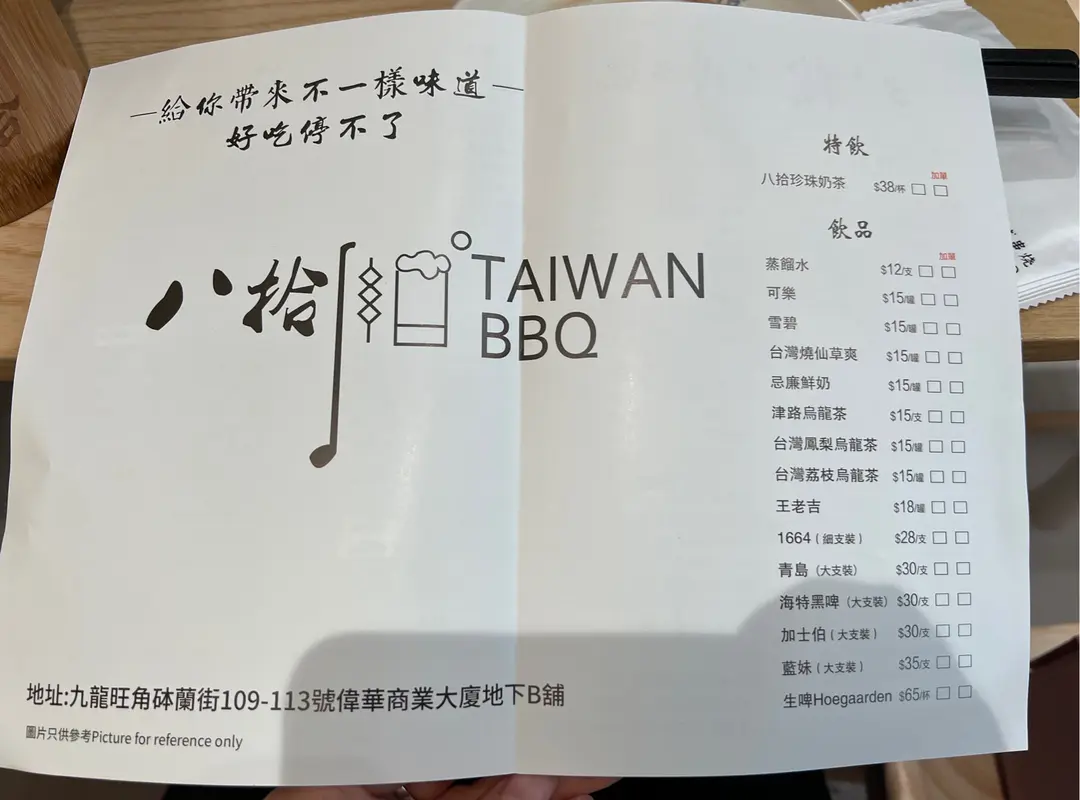 —給你帶來不一樣味道—
好吃停不了
八拾
TAIWAN
BBQ
地址:九龍旺角砵蘭街109-113號偉華商業大廈地下B舖
圖片只供參考Picture for reference only
特飲
加單
八拾珍珠奶茶 $38/杯 □ □
飲品
加單
蒸餾水 $12/支 □ □
可樂 $15/罐 □ □
雪碧 $15/罐 □ □
台灣燒仙草爽 $15/罐 □ □
忌廉鮮奶 $15/罐 □ □
津路烏龍茶 $15/支 □ □
台灣鳳梨烏龍茶 $15/罐 □ □
台灣荔枝烏龍茶 $15/罐 □ □
王老吉 $18/罐 □ □
1664 ( 細支裝 ) $28/支 □ □
青島 (大支裝) $30/支 □ □
海特黑啤 (大支裝) $30/支 □ □
加士伯 ( 大支裝 ) $30/支 □ □
藍妹 ( 大支裝 ) $35/支 □ □
生啤Hoegaarden $65/杯 □ □